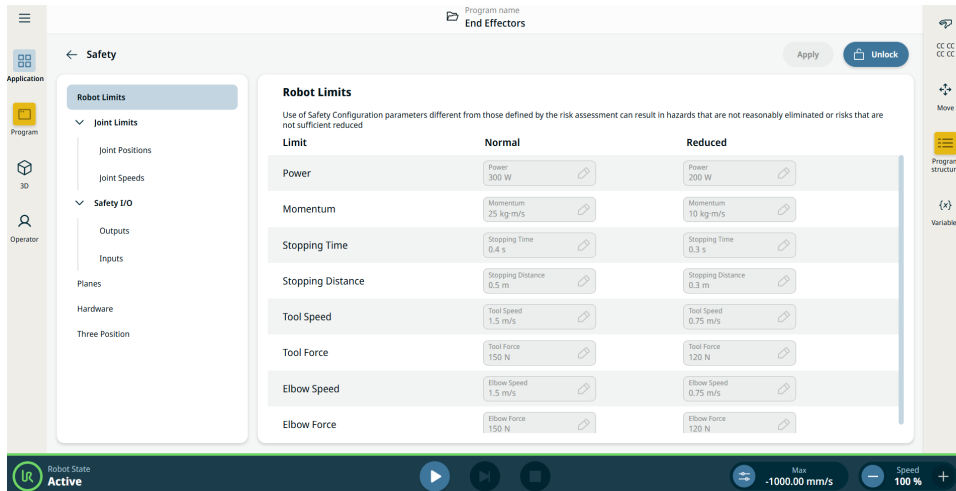 Program name
End Effectors
Application
Program
3D
Operator
Safety
Apply
Unlock
Robot Limits
Joint Limits
Joint Positions
Joint Speeds
Safety I/O
Outputs
Inputs
Planes
Hardware
Three Position
Robot Limits
Use of Safety Configuration parameters different from those defined by the risk assessment can result in hazards that are not reasonably eliminated or risks that are
not sufficient reduced
Limit Normal Reduced
Power
Power
300 W
Power
200 W
Momentum
Momentum
25 kg-m/s
Momentum
10 kg-m/s
Stopping Time
Stopping Time
0.4 s
Stopping Time
0.3 s
Stopping Distance
Stopping Distance
0.5 m
Stopping Distance
0.3 m
Tool Speed
Tool Speed
1.5 m/s
Tool Speed
0.75 m/s
Tool Force
Tool Force
150 N
Tool Force
120 N
Elbow Speed
Elbow Speed
1.5 m/s
Elbow Speed
0.75 m/s
Elbow Force
Elbow Force
150 N
Elbow Force
120 N
CC CC
CC CC
Move
Program
structur
{x}
Variable
Robot State
Active
Max
-1000.00 mm/s
Speed
100 %